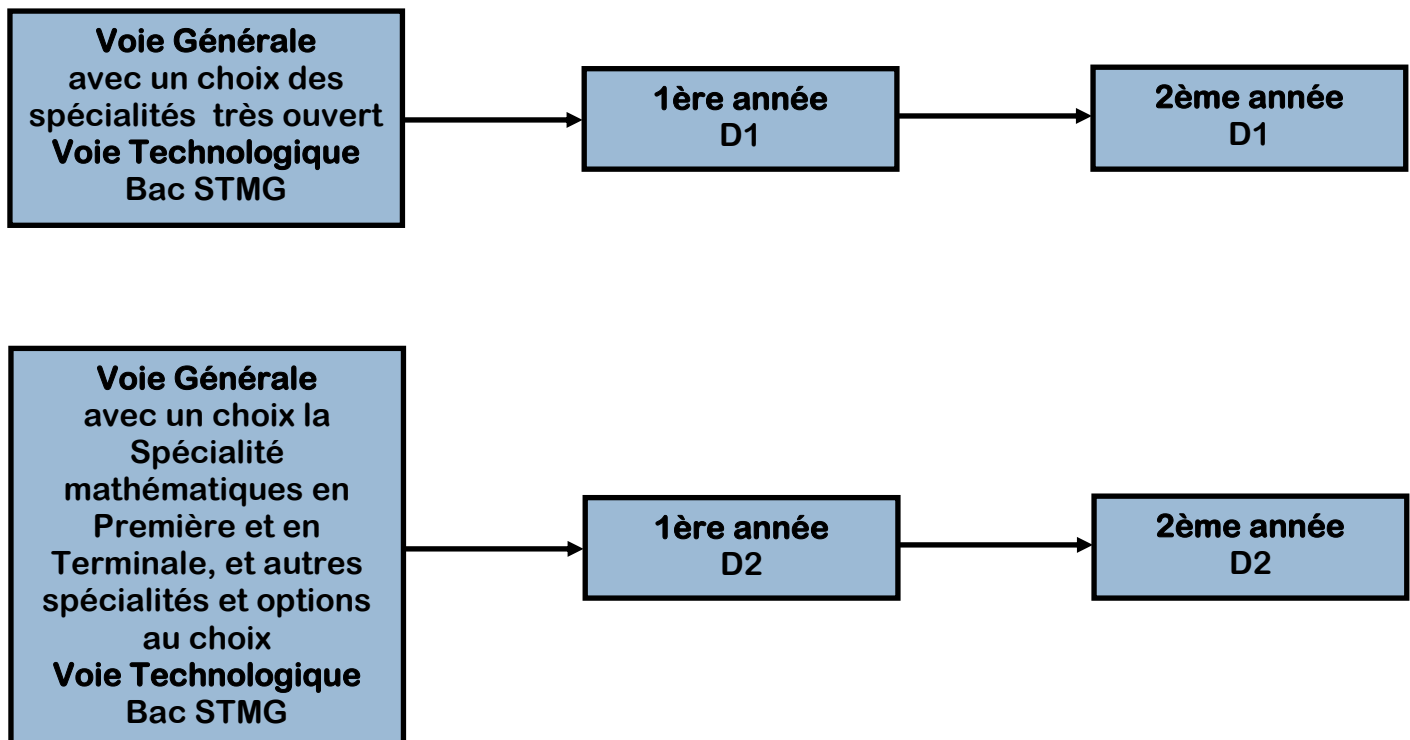 Voie Générale
avec un choix des
spécialités très ouvert
Voie Technologique
Bac STMG
1ère année
D1
2ème année
D1
Voie Générale
avec un choix la
Spécialité
mathématiques en
Première et en
Terminale, et autres
spécialités et options
au choix
Voie Technologique
Bac STMG
1ère année
D2
2ème année
D2